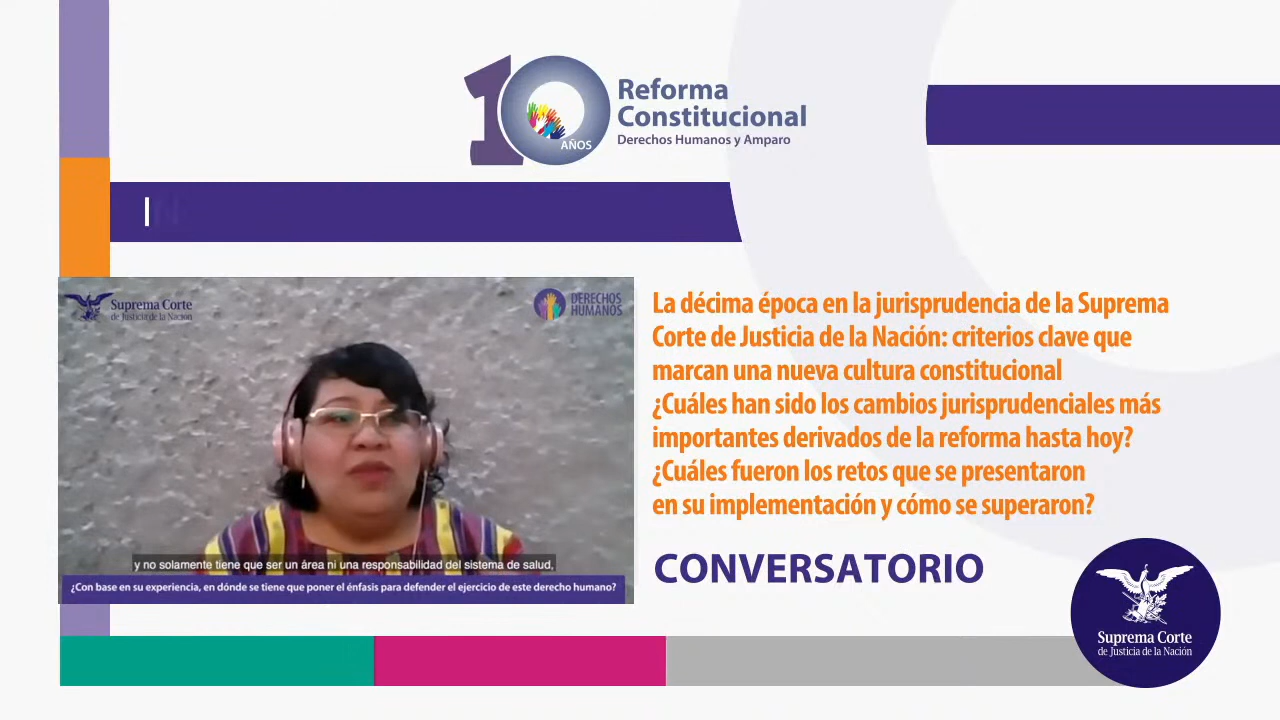 10
AÑOS
Reforma
Constitucional
Derechos Humanos y Amparo
I
Suprema Corte
de Justicia de la Nación
DERECHOS
HUMANOS
y no solamente tiene que ser un área ni una responsabilidad del sistema de salud,
¿Con base en su experiencia, en dónde se tiene que poner el énfasis para defender el ejercicio de este derecho humano?
La décima época en la jurisprudencia de la Suprema
Corte de Justicia de la Nación: criterios clave que
marcan una nueva cultura constitucional
¿Cuáles han sido los cambios jurisprudenciales más
importantes derivados de la reforma hasta hoy?
¿Cuáles fueron los retos que se presentaron
en su implementación y cómo se superaron?
CONVERSATORIO
Suprema Corte
de Justicia de la Nación